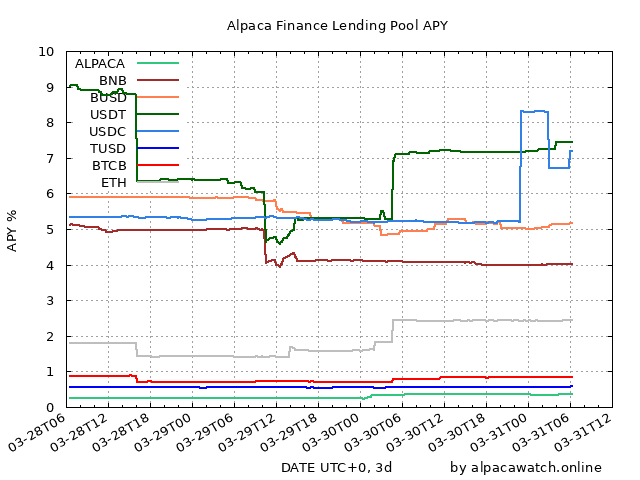 Alpaca Finance Lending Pool APY
10
9
8
7
6
5
4
3
2
1
0
APY %
ALPACA
BNB
BUSD
USDT
USDC
TUSD
BTCB
ETH
03-28T06
03-28T12
03-28T18
03-29T00
03-29T06
03-29T12
03-29T18
03-30T00
03-30T06
03-30T12
03-30T18
03-31T00
03-31T06
03-31T12
DATE UTC+0, 3d
by alpacawatch.online